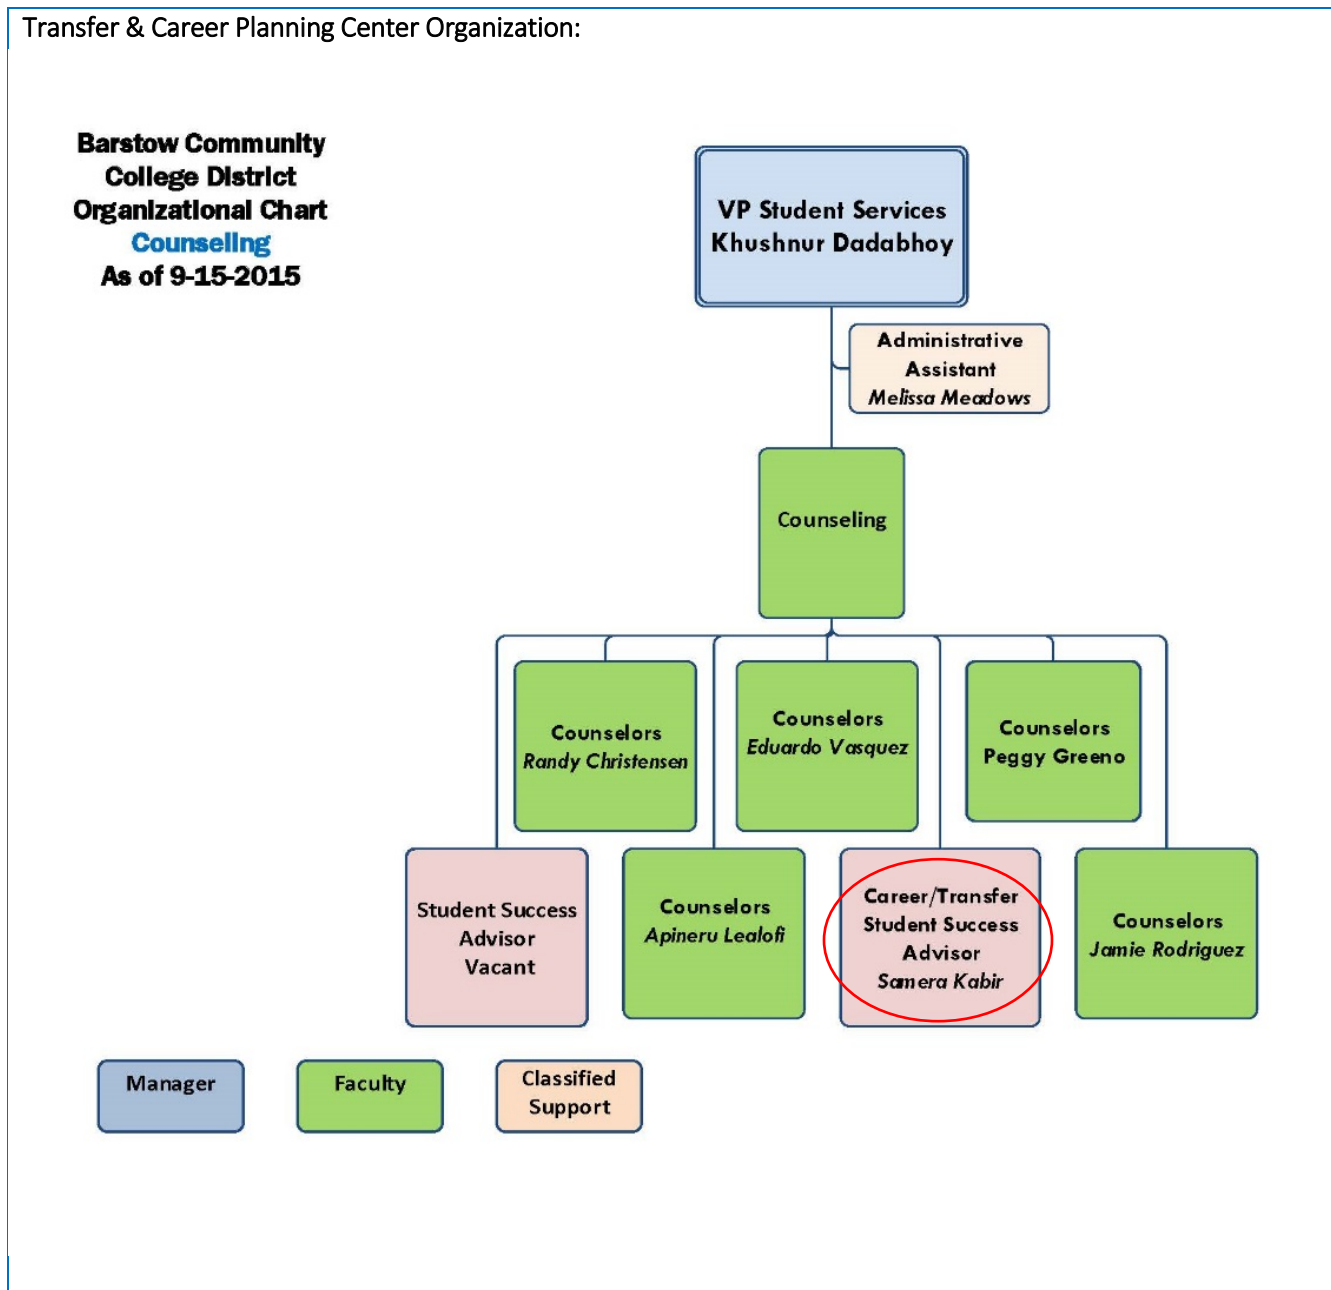 Transfer & Career Planning Center Organization:
Barstow Community
College District
Organizational Chart
Counseling
As of 9-15-2015
VP Student Services
Khushnur Dadabhoy
Administrative
Assistant
Melissa Meadows
Counseling
Counselors
Randy Christensen
Counselors
Eduardo Vasquez
Counselors
Peggy Greeno
Student Success
Advisor
Vacant
Counselors
Apineru Lealofi
Career/Transfer
Student Success
Advisor
Samera Kabir
Counselors
Jamie Rodriguez
Manager
Faculty
Classified
Support